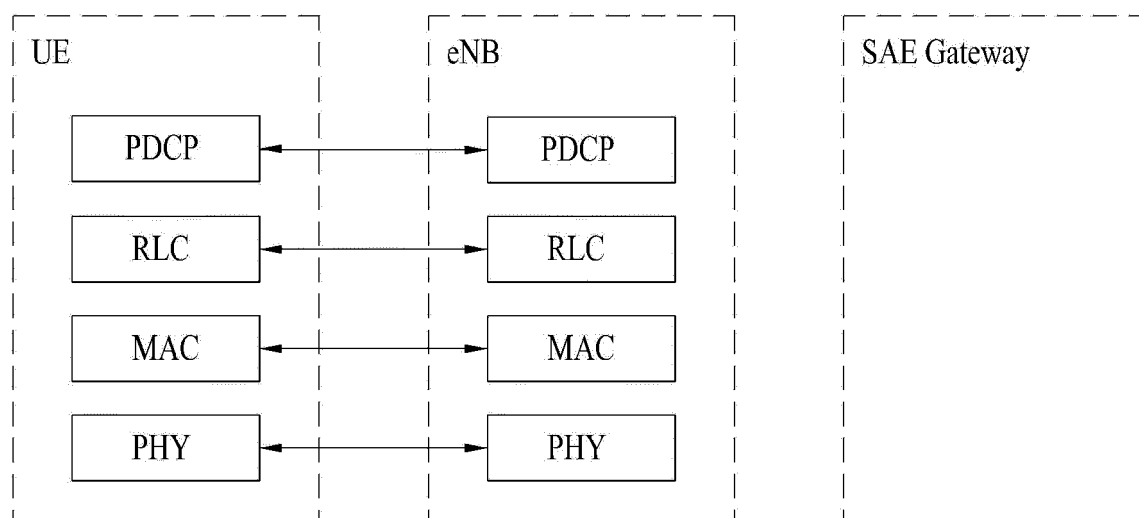 UE
eNB
SAE Gateway
PDCP
PDCP
RLC
RLC
MAC
MAC
PHY
PHY